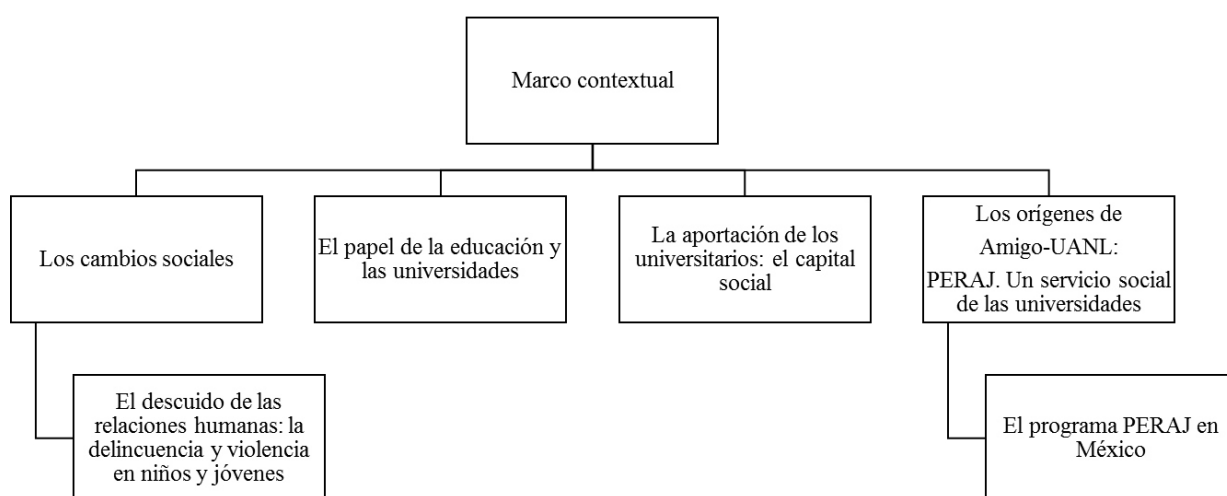 Marco contextual
Los cambios sociales
El papel de la educación y
las universidades
La aportación de los
universitarios: el capital
social
Los orígenes de
Amigo-UANL:
PERAJ. Un servicio social
de las universidades
El descuido de las
relaciones humanas: la
delincuencia y violencia
en niños y jóvenes
El programa PERAJ en
México